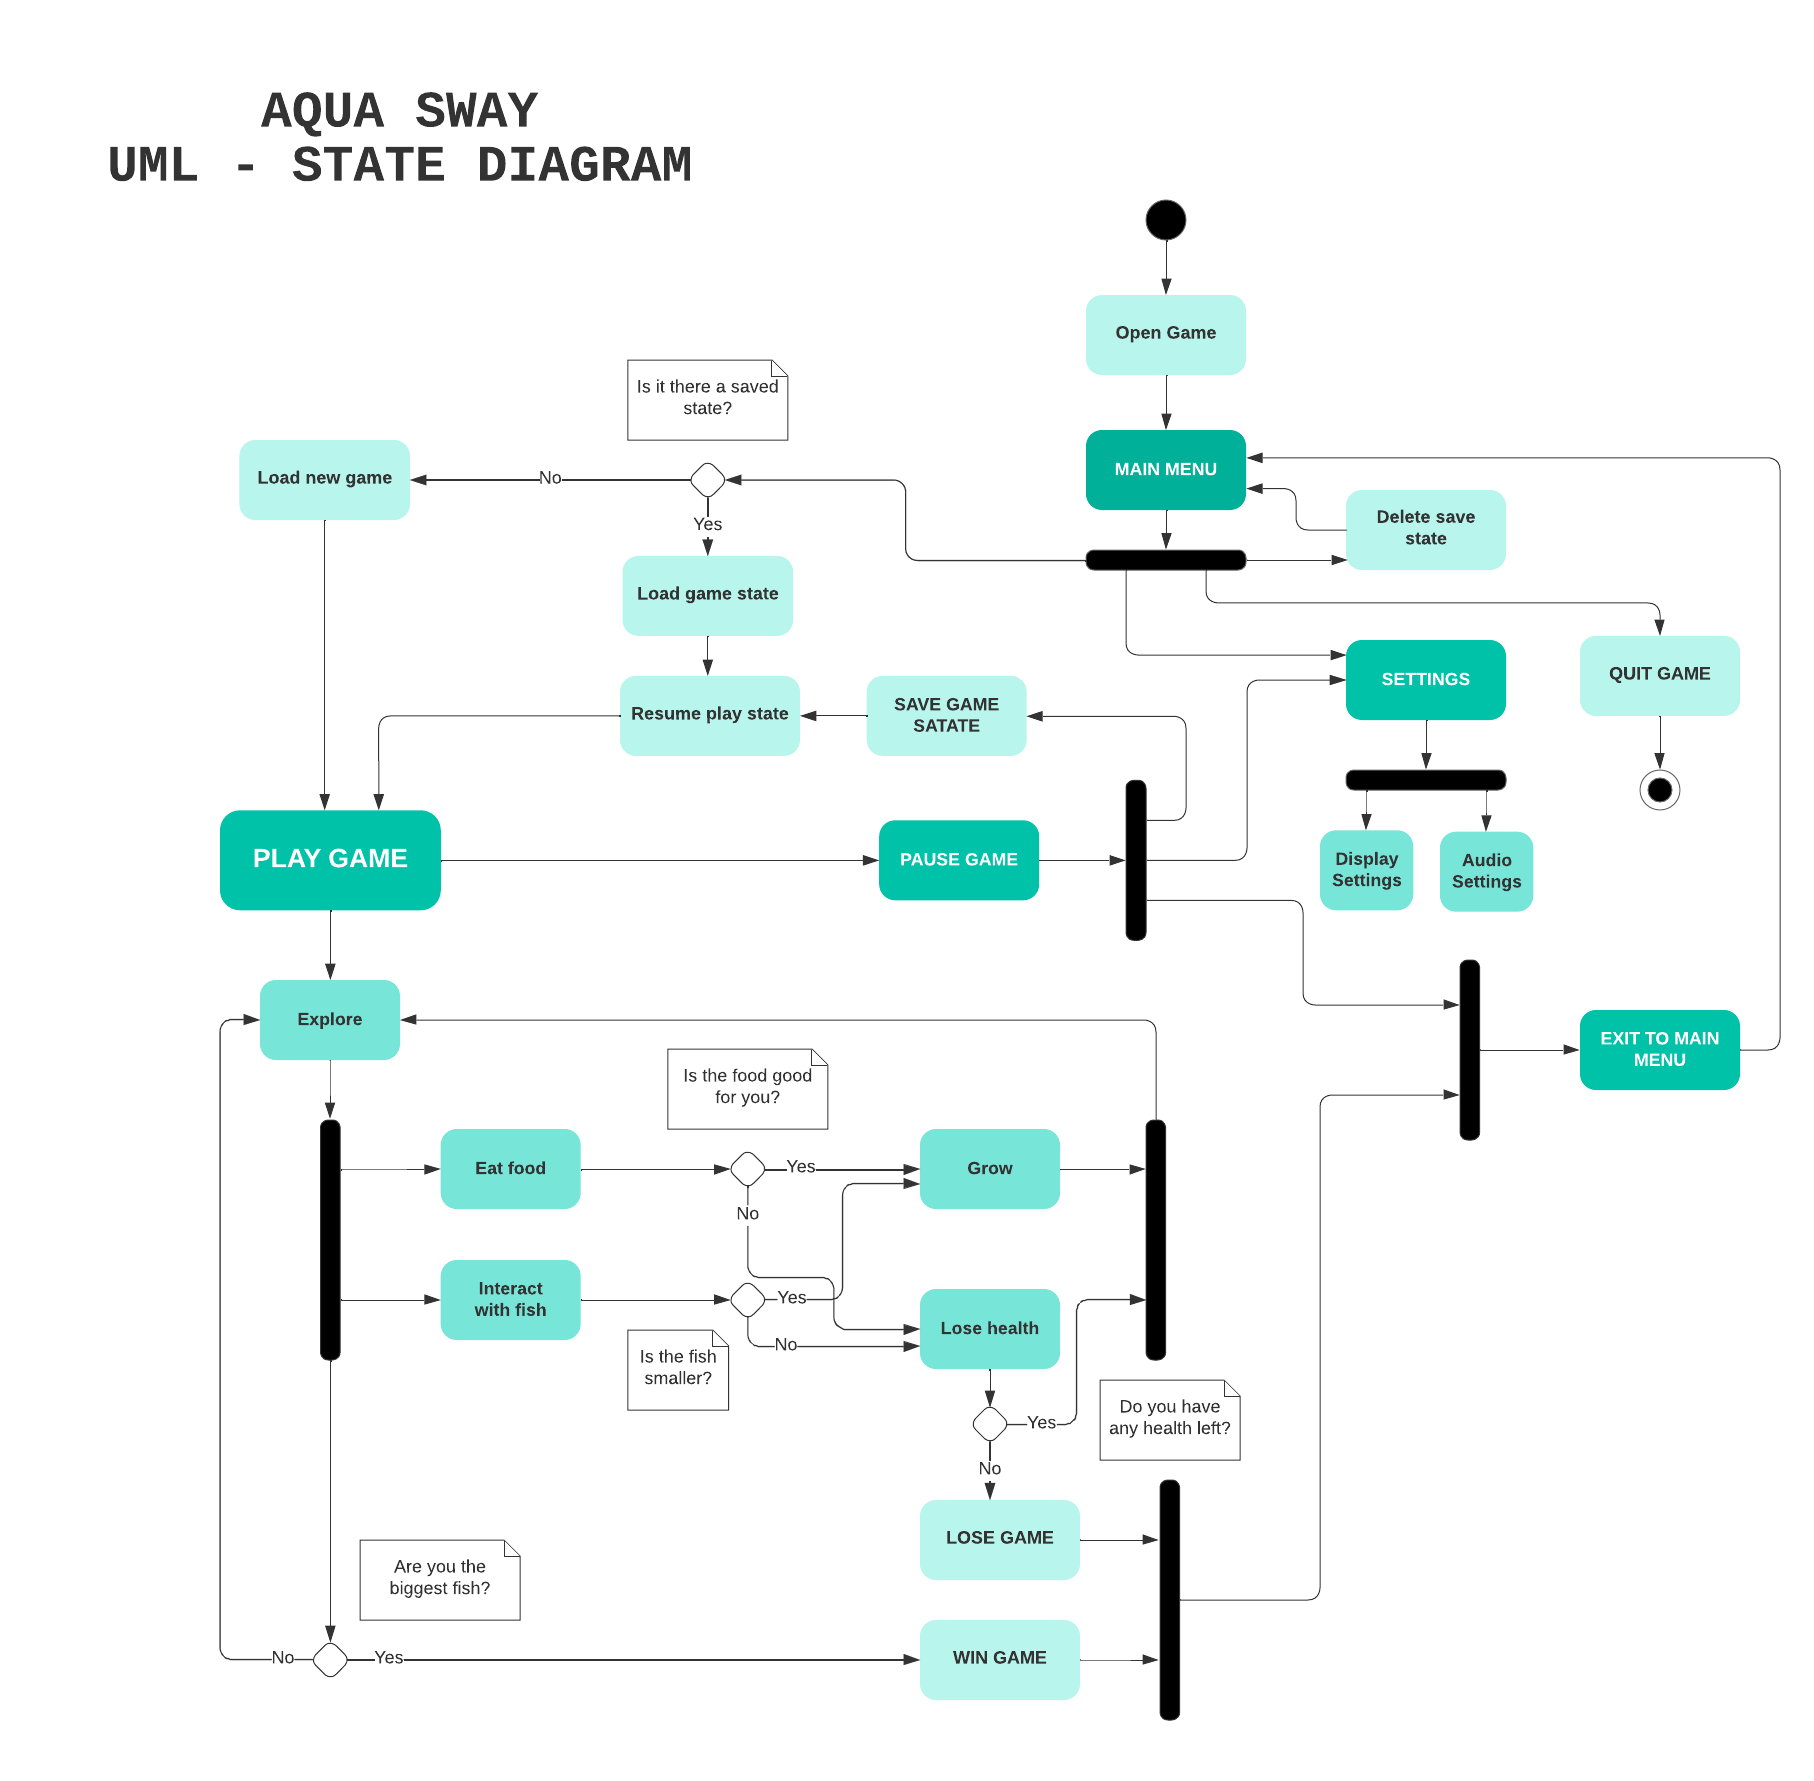 AQUA SWAY
UML - STATE DIAGRAM
Open Game
Is it there a saved
state?
MAIN MENU
Load new game
No
Yes
Delete save
state
Load game state
SETTINGS
QUIT GAME
Resume play state
SAVE GAME
SATATE
PLAY GAME
PAUSE GAME
Display
Settings
Audio
Settings
Explore
EXIT TO MAIN
MENU
Is the food good
for you?
Eat food
Yes
Grow
No
Interact
with fish
Yes
No
Lose health
Is the fish
smaller?
Do you have
any health left?
Yes
No
LOSE GAME
Are you the
biggest fish?
No
Yes
WIN GAME